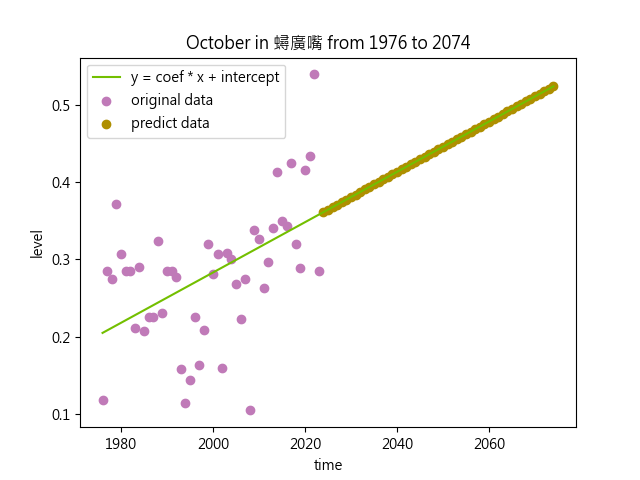 October in 蟳廣嘴 from 1976 to 2074
y = coef * x + intercept
original data
predict data
level
0.5
0.4
0.3
0.2
0.1
1980 2000 2020 2040 2060
time